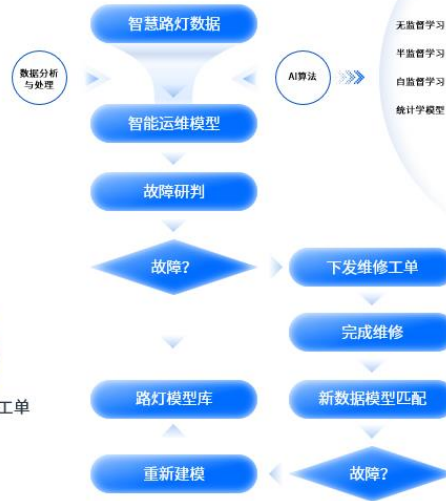 智慧路灯数据
数据分析
与处理
AI算法
无监督学习
半监督学习
白监督学习
统计学模型
智能运维模型
故障研判
故障?
下发维修工单
完成维修
工单
路灯模型库
新数据模型匹配
重新建模
故障?